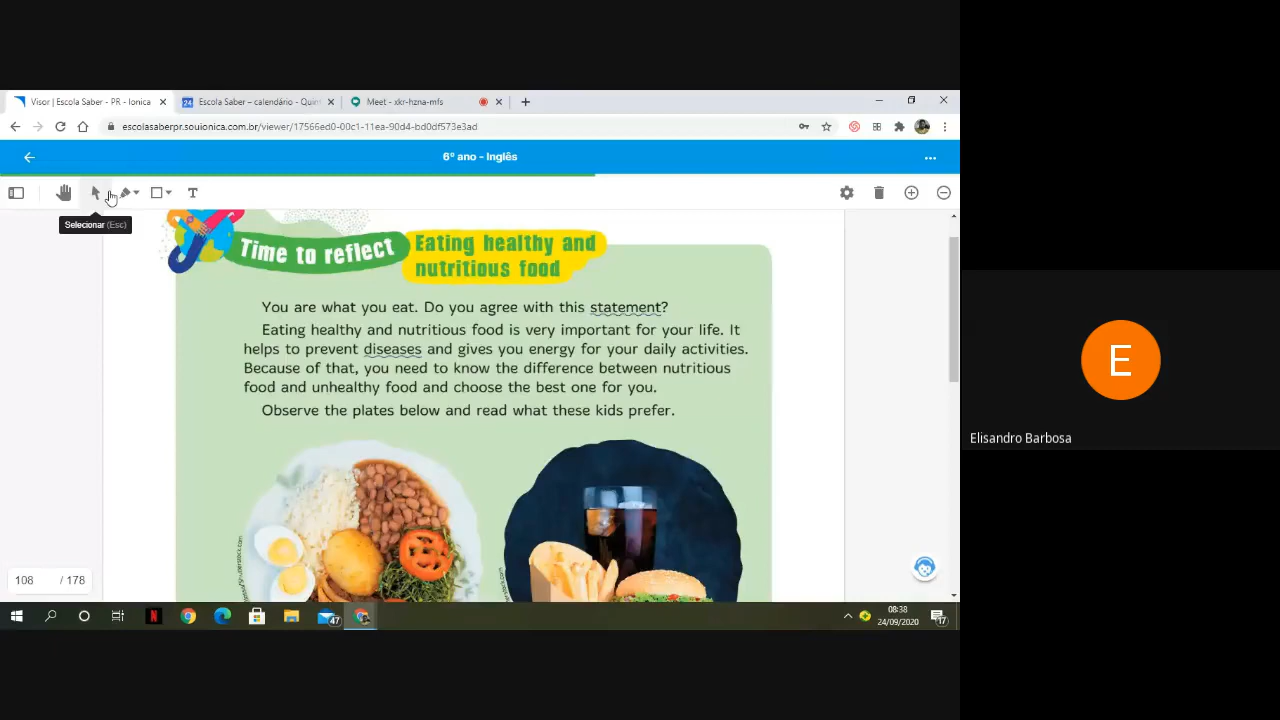 Visor | Escola Saber - PR - Ionica
24 Escola Saber – calendário - Quin
Meet - xkr-hzna-mfs
escolasaberpr.souionica.com.br/viewer/17566ed0-00c1-11ea-90d4-bd0df573e3ad
6º ano - Inglês
T
Selecionar (Esc)
Time to reflect
Eating healthy and
nutritious food
You are what you eat. Do you agree with this statement?
Eating healthy and nutritious food is very important for your life. It
helps to prevent diseases and gives you energy for your daily activities.
Because of that, you need to know the difference between nutritious
food and unhealthy food and choose the best one for you.
Observe the plates below and read what these kids prefer.
E
Elisandro Barbosa
108 / 178
N
47
08:38
24/09/2020
17